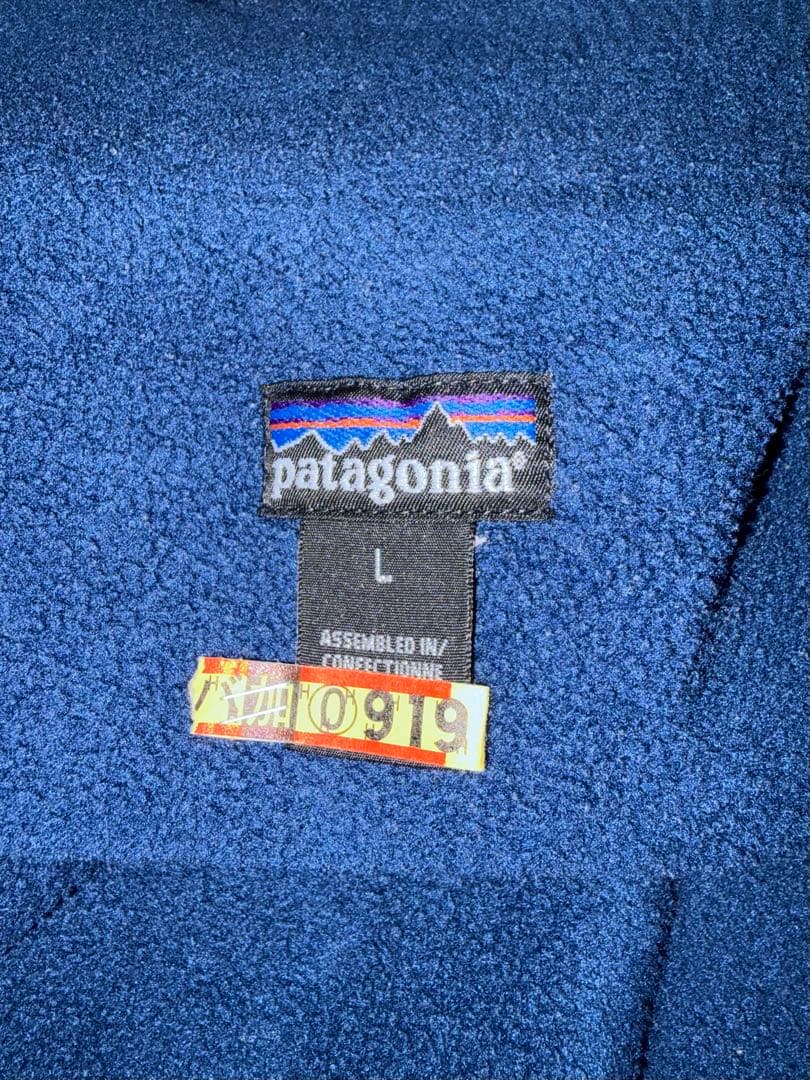 patagonia®
L
ASSEMBLED IN/
CONFECTIONNE
0919